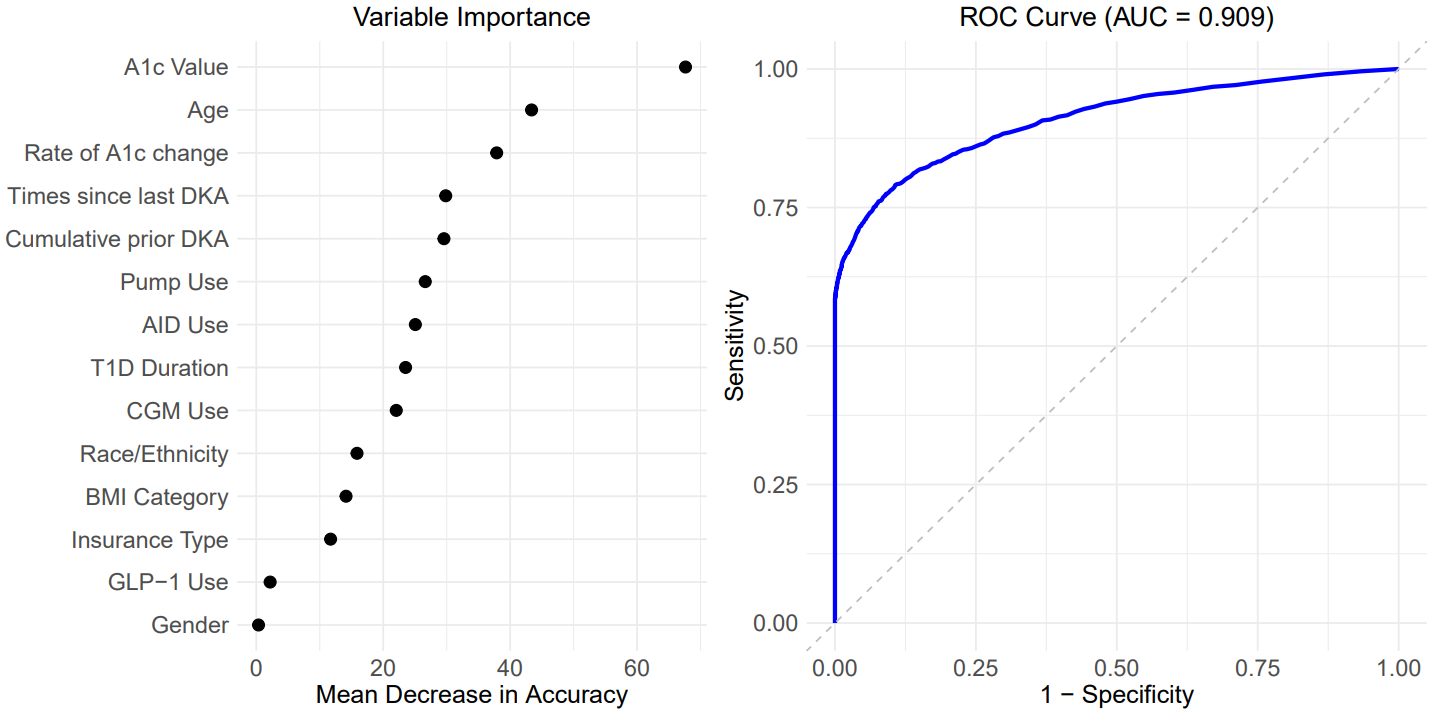 Variable Importance
A1c Value
Age
Rate of A1c change
Times since last DKA
Cumulative prior DKA
Pump Use
AID Use
T1D Duration
CGM Use
Race/Ethnicity
BMI Category
Insurance Type
GLP−1 Use
Gender
0 20 40 60
Mean Decrease in Accuracy
ROC Curve (AUC = 0.909)
Sensitivity
1.00
0.75
0.50
0.25
0.00
0.00 0.25 0.50 0.75 1.00
1 − Specificity